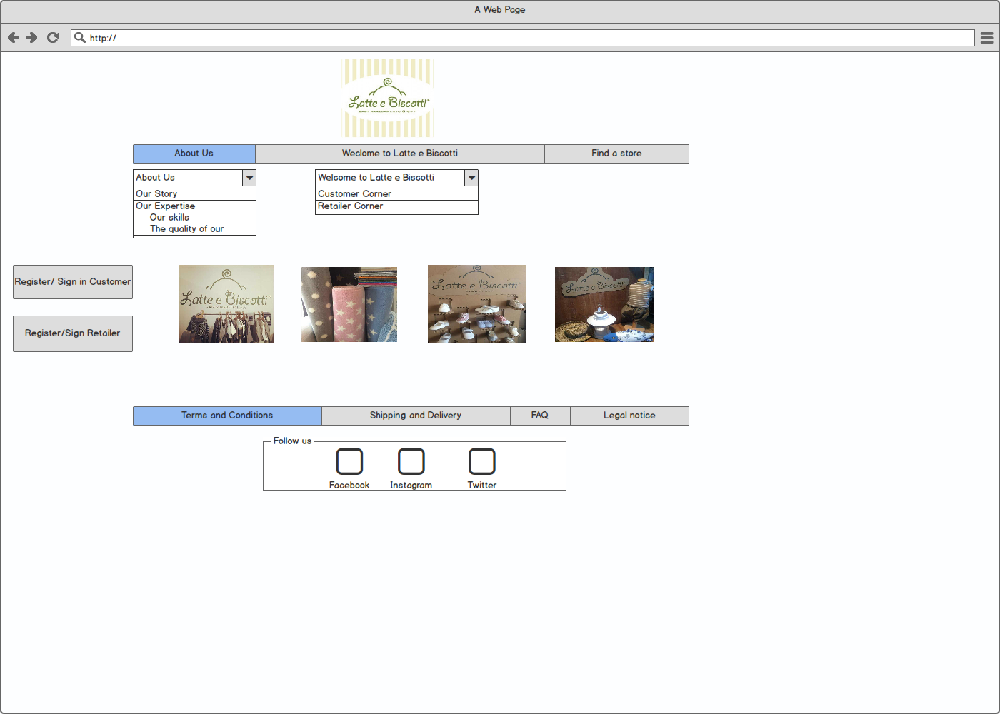 A Web Page
http://
Latte e Biscotti
BABY ARREDAMENTO & GIFT
About Us
Weclome to Latte e Biscotti
Find a store
About Us
Welcome to Latte e Biscotti
Our Story
Customer Corner
Our Expertise
Retailer Corner
Our skills
The quality of our
Register/ Sign in Customer
Register/Sign Retailer
Latte e Biscotti
Latte e Biscotti
Latte e Biscotti
Terms and Conditions
Shipping and Delivery
FAQ
Legal notice
Follow us
Facebook
Instagram
Twitter